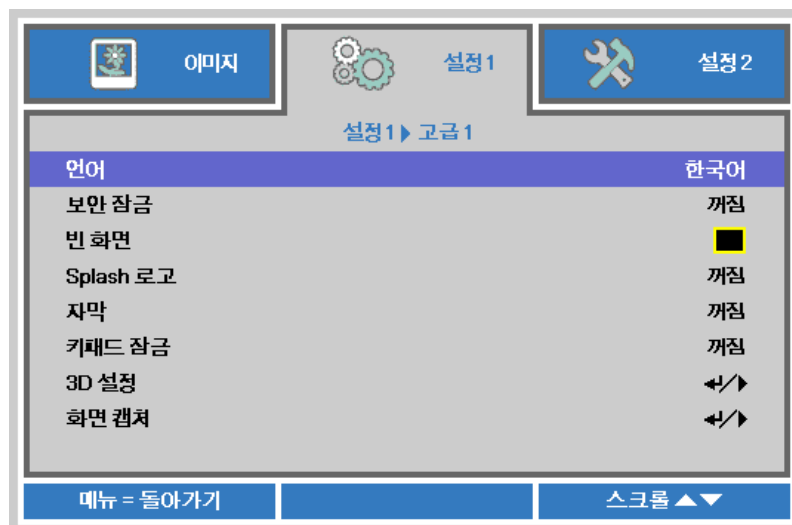 이미지 설정1 설정2
설정1▶고급1
언어 한국어
보안 잠금 꺼짐
빈 화면
Splash 로고 꺼짐
자막 꺼짐
키패드 잠금 꺼짐
3D 설정 ↵/▶
화면 캡쳐 ↵/▶
메뉴 = 돌아가기 스크롤▲▼